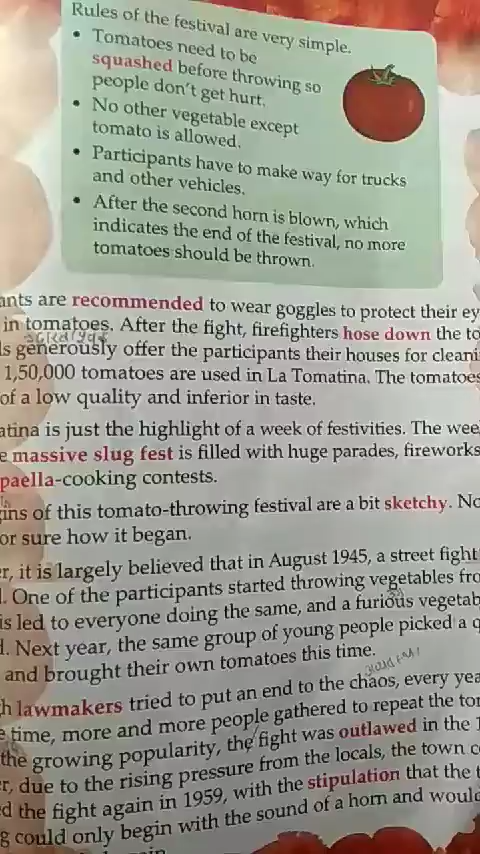 Rules of the festival are very simple.
• Tomatoes need to be
squashed before throwing so
people don't get hurt.
• No other vegetable except
tomato is allowed.
• Participants have to make way for trucks
and other vehicles.
• After the second horn is blown, which
indicates the end of the festival, no more
tomatoes should be thrown.
ants are recommended to wear goggles to protect their ey
in tomatoes. After the fight, firefighters hose down the to
ls generously offer the participants their houses for cleani
1,50,000 tomatoes are used in La Tomatina. The tomatoes
of a low quality and inferior in taste.
atina is just the highlight of a week of festivities. The wee
e massive slug fest is filled with huge parades, fireworks
paella-cooking contests.
gins of this tomato-throwing festival are a bit sketchy. No
or sure how it began.
r, it is largely believed that in August 1945, a street fight
d. One of the participants started throwing vegetables fro
is led to everyone doing the same, and a furious vegetab
d. Next year, the same group of young people picked a q
and brought their own tomatoes this time.
h lawmakers tried to put an end to the chaos, every yea
e time, more and more people gathered to repeat the tor
the growing popularity, the fight was outlawed in the 1
r, due to the rising pressure from the locals, the town c
d the fight again in 1959, with the stipulation that the t
g could only begin with the sound of a horn and would